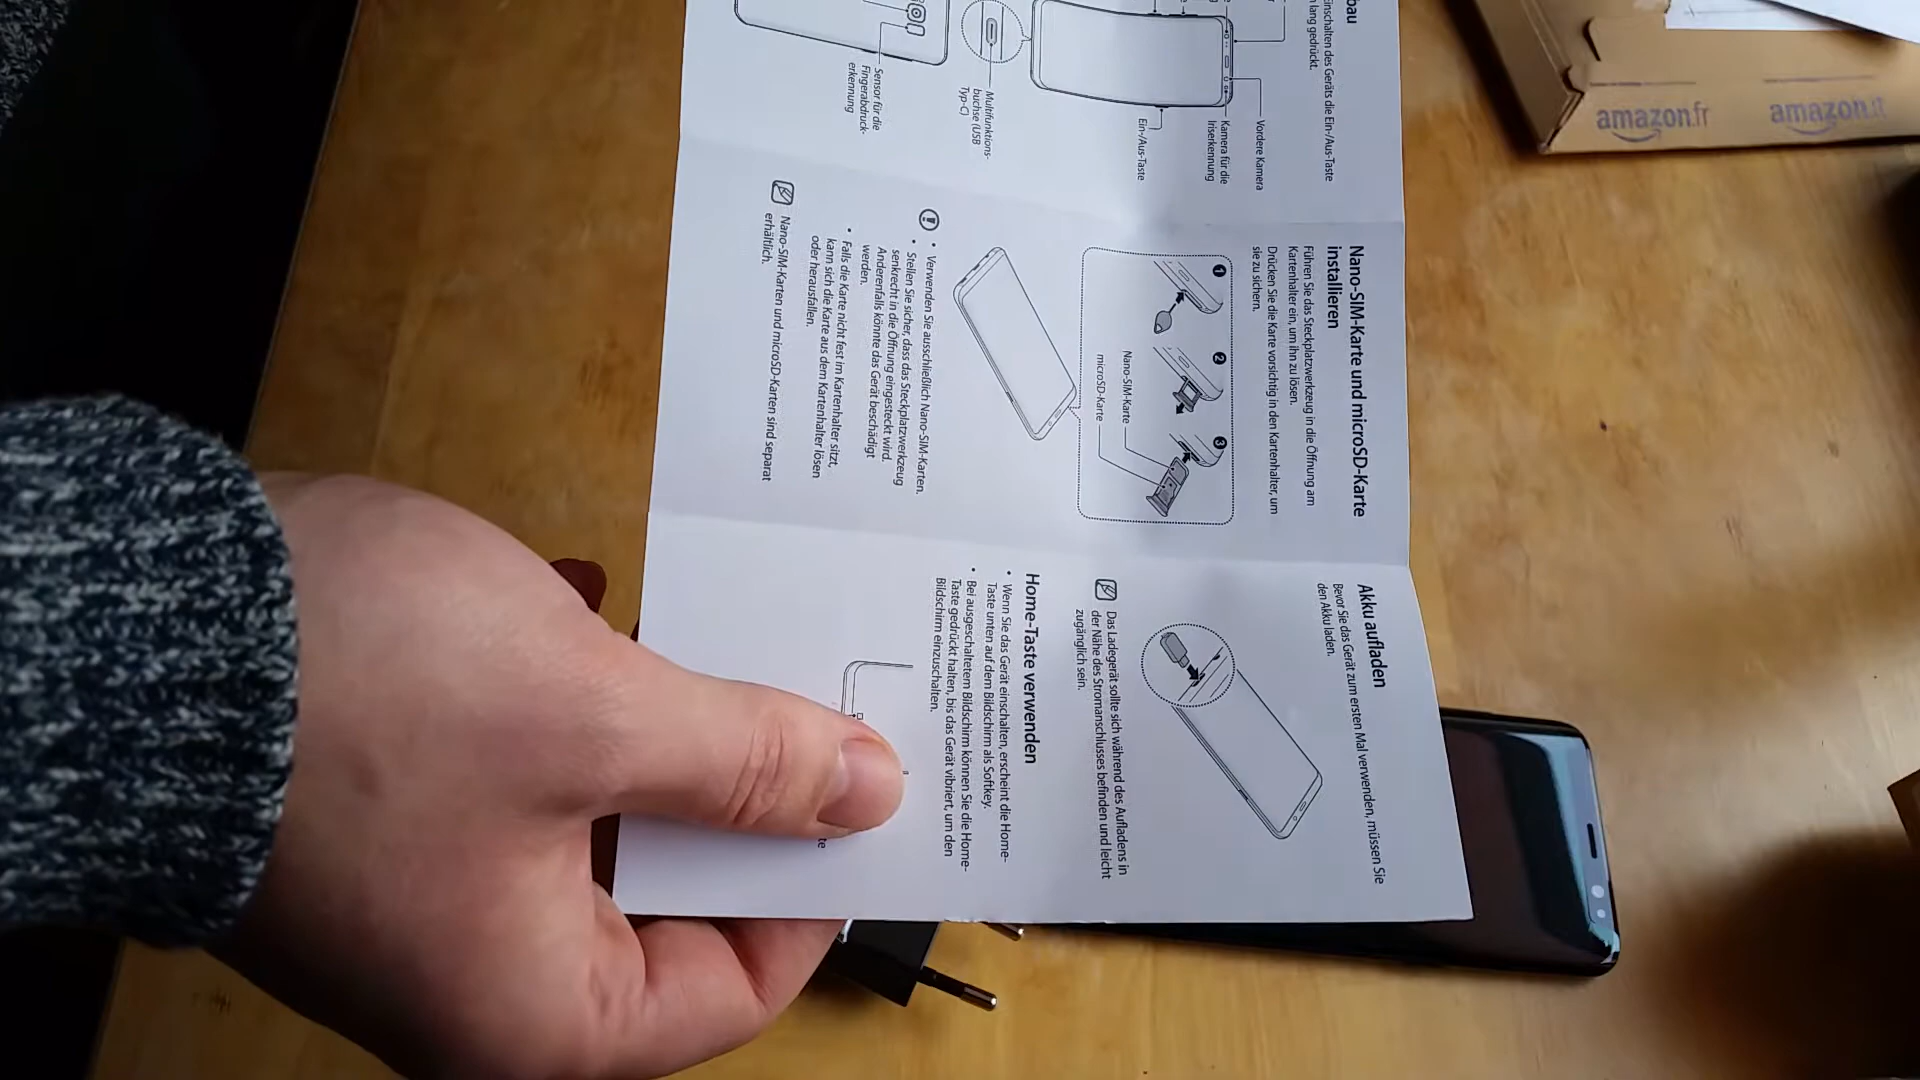 bau
Einschalten des Geräts die Ein-/Aus-Taste
lang gedrückt.
Vordere Kamera
Kamera für die
Iriserkennung
Ein-/Aus-Taste
Multifunktions-
buchse (USB
Typ-C)
Sensor für die
Fingerabdruck-
erkennung
Nano-SIM-Karte und microSD-Karte
installieren
Führen Sie das Steckplatzwerkzeug in die Öffnung am
Kartenhalter ein, um ihn zu lösen.
Drücken Sie die Karte vorsichtig in den Kartenhalter, um
sie zu sichern.
1
2
3
Nano-SIM-Karte
microSD-Karte
• Verwenden Sie ausschließlich Nano-SIM-Karten.
• Stellen Sie sicher, dass das Steckplatzwerkzeug
senkrecht in die Öffnung eingesteckt wird.
Anderenfalls könnte das Gerät beschädigt
werden.
• Falls die Karte nicht fest im Kartenhalter sitzt,
kann sich die Karte aus dem Kartenhalter lösen
oder herausfallen.
Nano-SIM-Karten und microSD-Karten sind separat
erhältlich.
Akku aufladen
Bevor Sie das Gerät zum ersten Mal verwenden, müssen Sie
den Akku laden.
Das Ladegerät sollte sich während des Aufladens in
der Nähe des Stromanschlusses befinden und leicht
zugänglich sein.
Home-Taste verwenden
• Wenn Sie das Gerät einschalten, erscheint die Home-
Taste unten auf dem Bildschirm als Softkey.
• Bei ausgeschaltetem Bildschirm können Sie die Home-
Taste gedrückt halten, bis das Gerät vibriert, um den
Bildschirm einzuschalten.
te
amazon.fr
amazon.it